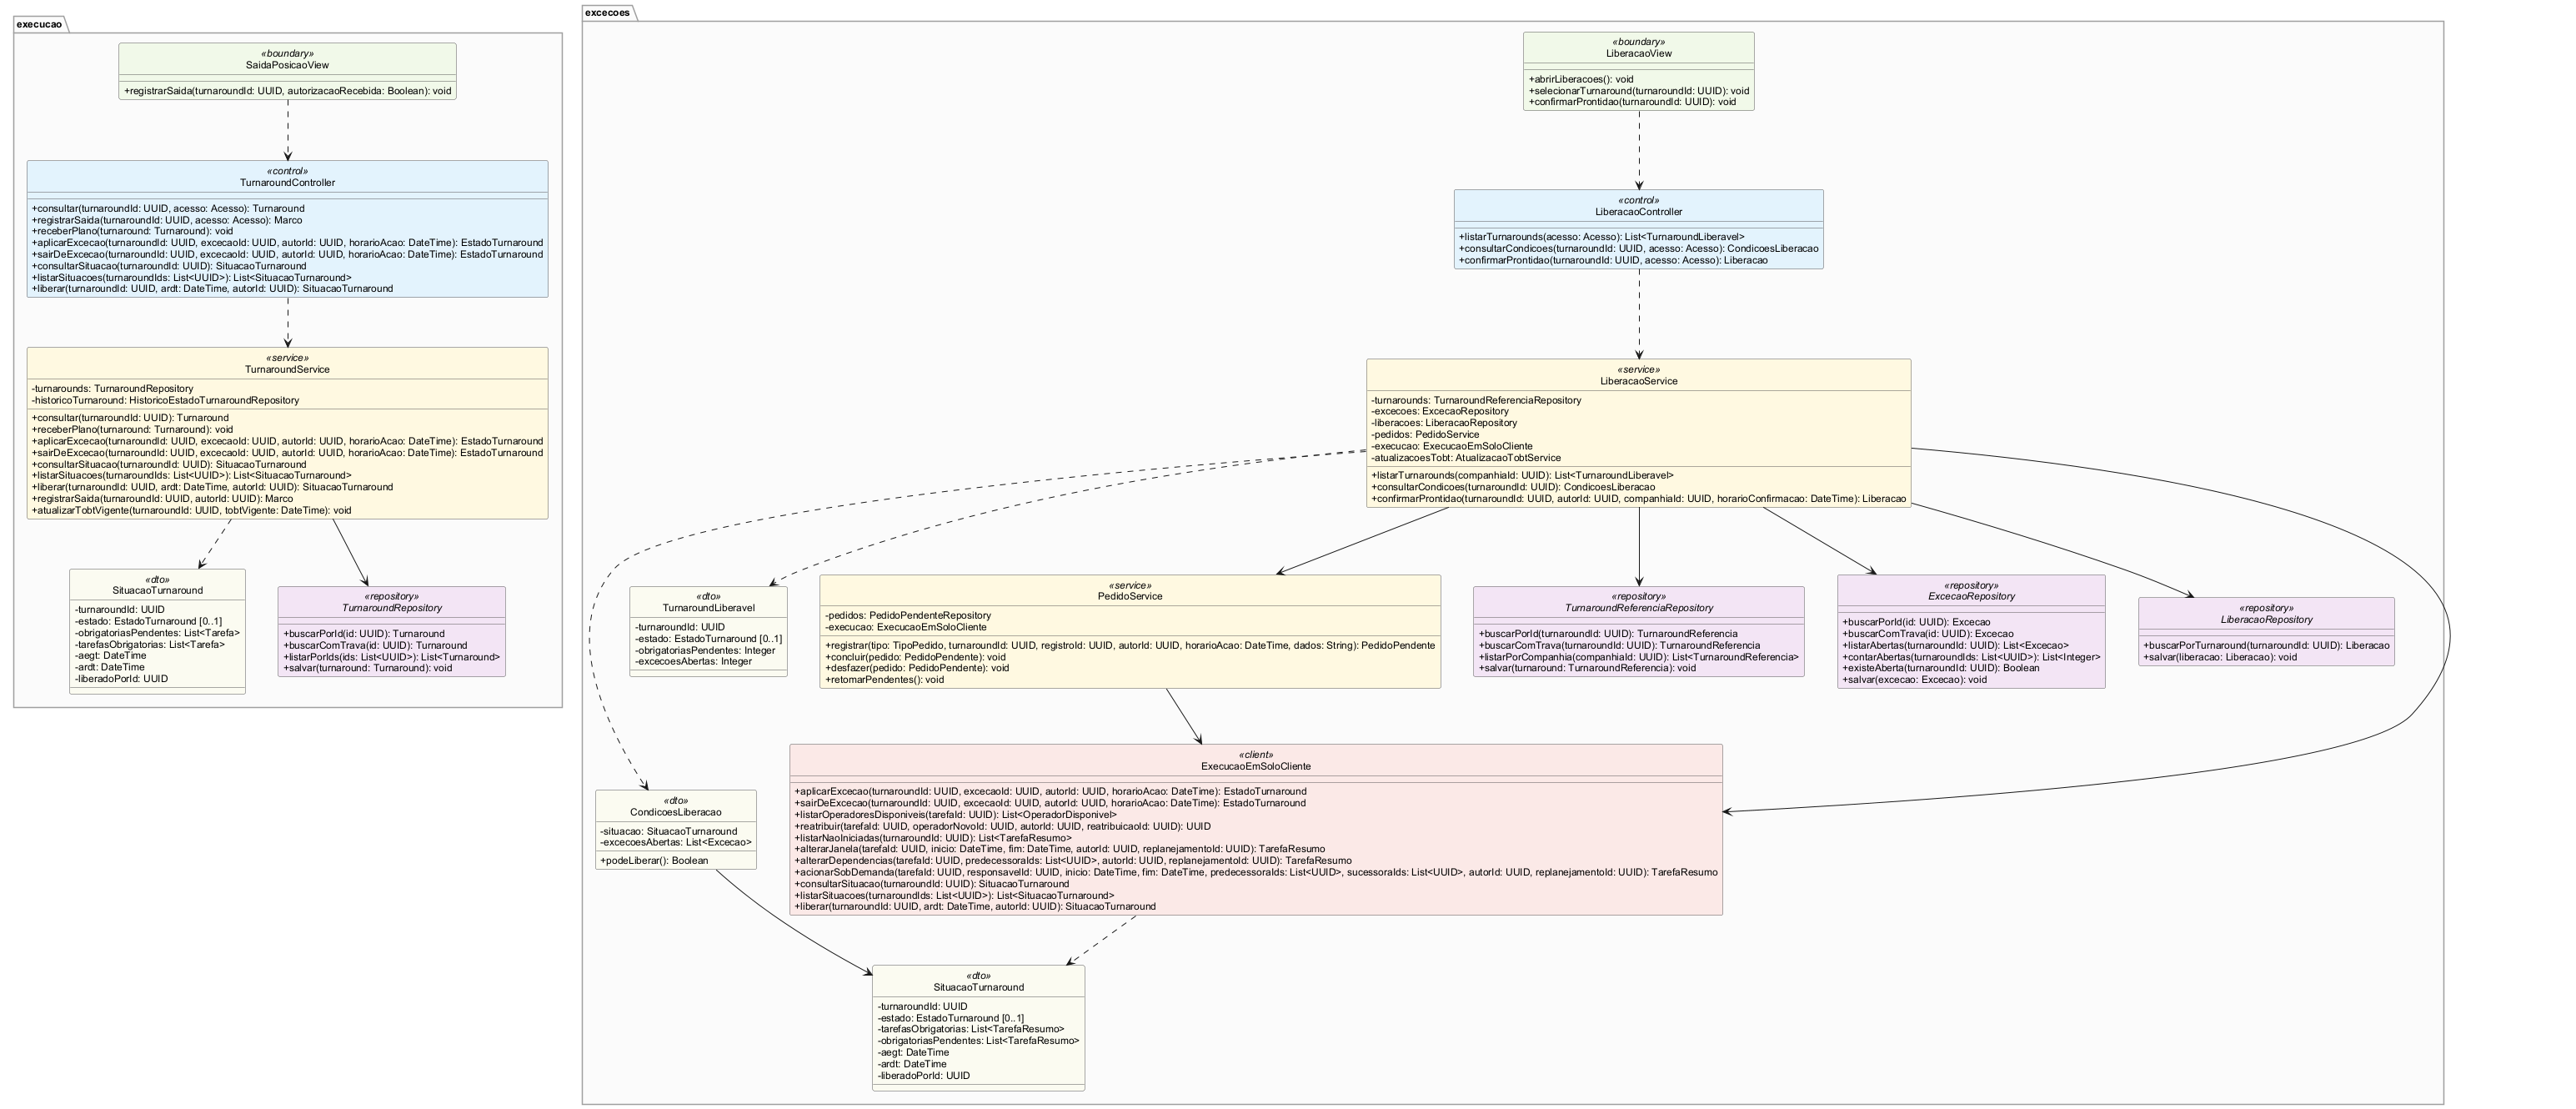 execucao
«boundary»
SaidaPosicaoView
+registrarSaida(turnaroundId: UUID, autorizacaoRecebida: Boolean): void
«control»
TurnaroundController
+consultar(turnaroundId: UUID, acesso: Acesso): Turnaround
+registrarSaida(turnaroundId: UUID, acesso: Acesso): Marco
+receberPlano(turnaround: Turnaround): void
+aplicarExcecao(turnaroundId: UUID, excecaoId: UUID, autorId: UUID, horarioAcao: DateTime): EstadoTurnaround
+sairDeExcecao(turnaroundId: UUID, excecaoId: UUID, autorId: UUID, horarioAcao: DateTime): EstadoTurnaround
+consultarSituacao(turnaroundId: UUID): SituacaoTurnaround
+listarSituacoes(turnaroundIds: List<UUID>): List<SituacaoTurnaround>
+liberar(turnaroundId: UUID, ardt: DateTime, autorId: UUID): SituacaoTurnaround
«service»
TurnaroundService
-turnarounds: TurnaroundRepository
-historicoTurnaround: HistoricoEstadoTurnaroundRepository
+consultar(turnaroundId: UUID): Turnaround
+receberPlano(turnaround: Turnaround): void
+aplicarExcecao(turnaroundId: UUID, excecaoId: UUID, autorId: UUID, horarioAcao: DateTime): EstadoTurnaround
+sairDeExcecao(turnaroundId: UUID, excecaoId: UUID, autorId: UUID, horarioAcao: DateTime): EstadoTurnaround
+consultarSituacao(turnaroundId: UUID): SituacaoTurnaround
+listarSituacoes(turnaroundIds: List<UUID>): List<SituacaoTurnaround>
+liberar(turnaroundId: UUID, ardt: DateTime, autorId: UUID): SituacaoTurnaround
+registrarSaida(turnaroundId: UUID, autorId: UUID): Marco
+atualizarTobtVigente(turnaroundId: UUID, tobtVigente: DateTime): void
«dto»
SituacaoTurnaround
-turnaroundId: UUID
-estado: EstadoTurnaround [0..1]
-obrigatoriasPendentes: List<Tarefa>
-tarefasObrigatorias: List<Tarefa>
-aegt: DateTime
-ardt: DateTime
-liberadoPorId: UUID
«repository»
TurnaroundRepository
+buscarPorId(id: UUID): Turnaround
+buscarComTrava(id: UUID): Turnaround
+listarPorIds(ids: List<UUID>): List<Turnaround>
+salvar(turnaround: Turnaround): void
excecoes
«boundary»
LiberacaoView
+abrirLiberacoes(): void
+selecionarTurnaround(turnaroundId: UUID): void
+confirmarProntidao(turnaroundId: UUID): void
«control»
LiberacaoController
+listarTurnarounds(acesso: Acesso): List<TurnaroundLiberavel>
+consultarCondicoes(turnaroundId: UUID, acesso: Acesso): CondicoesLiberacao
+confirmarProntidao(turnaroundId: UUID, acesso: Acesso): Liberacao
«service»
LiberacaoService
-turnarounds: TurnaroundReferenciaRepository
-excecoes: ExcecaoRepository
-liberacoes: LiberacaoRepository
-pedidos: PedidoService
-execucao: ExecucaoEmSoloCliente
-atualizacoesTobt: AtualizacaoTobtService
+listarTurnarounds(companhiaId: UUID): List<TurnaroundLiberavel>
+consultarCondicoes(turnaroundId: UUID): CondicoesLiberacao
+confirmarProntidao(turnaroundId: UUID, autorId: UUID, companhiaId: UUID, horarioConfirmacao: DateTime): Liberacao
«dto»
TurnaroundLiberavel
-turnaroundId: UUID
-estado: EstadoTurnaround [0..1]
-obrigatoriasPendentes: Integer
-excecoesAbertas: Integer
«service»
PedidoService
-pedidos: PedidoPendenteRepository
-execucao: ExecucaoEmSoloCliente
+registrar(tipo: TipoPedido, turnaroundId: UUID, registroId: UUID, autorId: UUID, horarioAcao: DateTime, dados: String): PedidoPendente
+concluir(pedido: PedidoPendente): void
+desfazer(pedido: PedidoPendente): void
+retomarPendentes(): void
«repository»
TurnaroundReferenciaRepository
+buscarPorId(turnaroundId: UUID): TurnaroundReferencia
+buscarComTrava(turnaroundId: UUID): TurnaroundReferencia
+listarPorCompanhia(companhiaId: UUID): List<TurnaroundReferencia>
+salvar(turnaround: TurnaroundReferencia): void
«repository»
ExcecaoRepository
+buscarPorId(id: UUID): Excecao
+buscarComTrava(id: UUID): Excecao
+listarAbertas(turnaroundId: UUID): List<Excecao>
+contarAbertas(turnaroundIds: List<UUID>): List<Integer>
+existeAberta(turnaroundId: UUID): Boolean
+salvar(excecao: Excecao): void
«repository»
LiberacaoRepository
+buscarPorTurnaround(turnaroundId: UUID): Liberacao
+salvar(liberacao: Liberacao): void
«client»
ExecucaoEmSoloCliente
+aplicarExcecao(turnaroundId: UUID, excecaoId: UUID, autorId: UUID, horarioAcao: DateTime): EstadoTurnaround
+sairDeExcecao(turnaroundId: UUID, excecaoId: UUID, autorId: UUID, horarioAcao: DateTime): EstadoTurnaround
+listarOperadoresDisponiveis(tarefaId: UUID): List<OperadorDisponivel>
+reatribuir(tarefaId: UUID, operadorNovoId: UUID, autorId: UUID, reatribuicaoId: UUID): UUID
+listarNaoIniciadas(turnaroundId: UUID): List<TarefaResumo>
+alterarJanela(tarefaId: UUID, inicio: DateTime, fim: DateTime, autorId: UUID, replanejamentoId: UUID): TarefaResumo
+alterarDependencias(tarefaId: UUID, predecessoraIds: List<UUID>, autorId: UUID, replanejamentoId: UUID): TarefaResumo
+acionarSobDemanda(tarefaId: UUID, responsavelId: UUID, inicio: DateTime, fim: DateTime, predecessoraIds: List<UUID>, sucessoraIds: List<UUID>, autorId: UUID, replanejamentoId: UUID): TarefaResumo
+consultarSituacao(turnaroundId: UUID): SituacaoTurnaround
+listarSituacoes(turnaroundIds: List<UUID>): List<SituacaoTurnaround>
+liberar(turnaroundId: UUID, ardt: DateTime, autorId: UUID): SituacaoTurnaround
«dto»
CondicoesLiberacao
-situacao: SituacaoTurnaround
-excecoesAbertas: List<Excecao>
+podeLiberar(): Boolean
«dto»
SituacaoTurnaround
-turnaroundId: UUID
-estado: EstadoTurnaround [0..1]
-tarefasObrigatorias: List<TarefaResumo>
-obrigatoriasPendentes: List<TarefaResumo>
-aegt: DateTime
-ardt: DateTime
-liberadoPorId: UUID